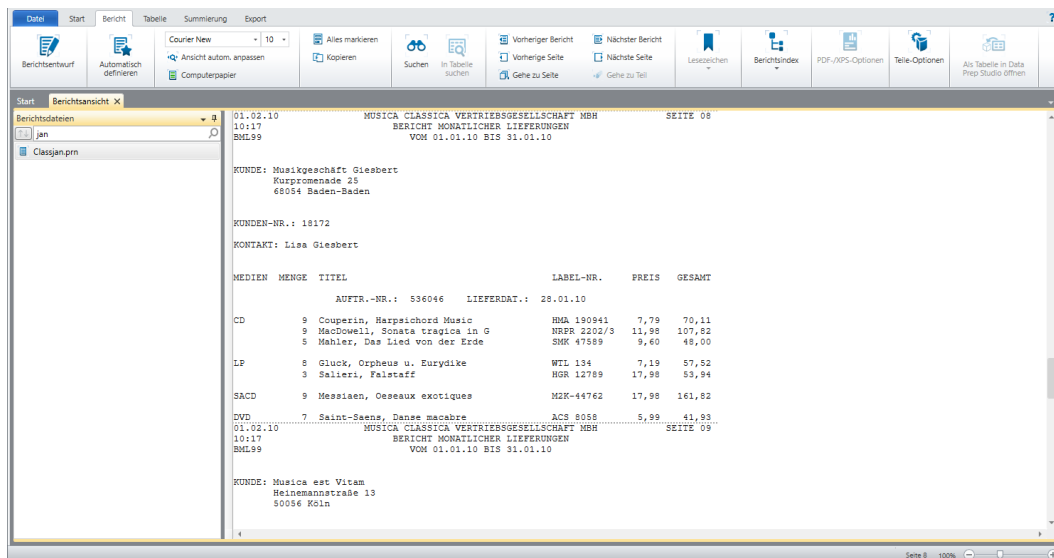 Datei Start Bericht Tabelle Summierung Export ?
Berichtsentwurf
Automatisch definieren
Courier New 10
Ansicht autom. anpassen
Computerpapier
Alles markieren
Kopieren
Suchen
In Tabelle suchen
Vorheriger Bericht
Vorherige Seite
Gehe zu Seite
Nächster Bericht
Nächste Seite
Gehe zu Teil
Lesezeichen
Berichtsindex
PDF-/XPS-Optionen
Teile-Optionen
Als Tabelle in Data Prep Studio öffnen
Start Berichtsansicht X
Berichtsdateien
jan
Classjan.prn
01.02.10 MUSICA CLASSICA VERTRIEBSGESELLSCHAFT MBH SEITE 08
10:17 BERICHT MONATLICHER LIEFERUNGEN
BML99 VOM 01.01.10 BIS 31.01.10
KUNDE: Musikgeschäft Giesbert
Kurpromenade 25
68054 Baden-Baden
KUNDEN-NR.: 18172
KONTAKT: Lisa Giesbert
MEDIEN MENGE TITEL LABEL-NR. PREIS GESAMT
AUFTR.-NR.: 536046 LIEFERDAT.: 28.01.10
CD 9 Couperin, Harpsichord Music HMA 190941 7,79 70,11
9 MacDowell, Sonata tragica in G NRPR 2202/3 11,98 107,82
5 Mahler, Das Lied von der Erde SMK 47589 9,60 48,00
LP 8 Gluck, Orpheus u. Eurydike WTL 134 7,19 57,52
3 Salieri, Falstaff HGR 12789 17,98 53,94
SACD 9 Messiaen, Oeseaux exotiques M2K-44762 17,98 161,82
DVD 7 Saint-Saens, Danse macabre ACS 8058 5,99 41,93
01.02.10 MUSICA CLASSICA VERTRIEBSGESELLSCHAFT MBH SEITE 09
10:17 BERICHT MONATLICHER LIEFERUNGEN
BML99 VOM 01.01.10 BIS 31.01.10
KUNDE: Musica est Vitam
Heinemannstraße 13
50056 Köln
Seite 8 100%